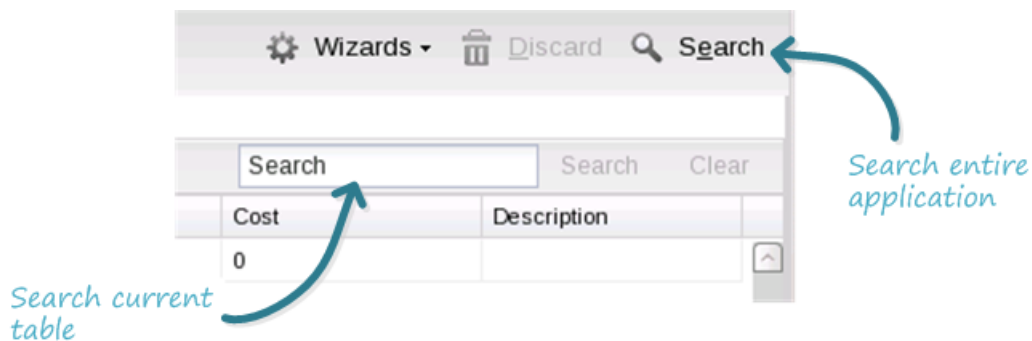 Wizards Discard Search
Search Search Clear
Search entire
application
Cost Description
0
Search current
table